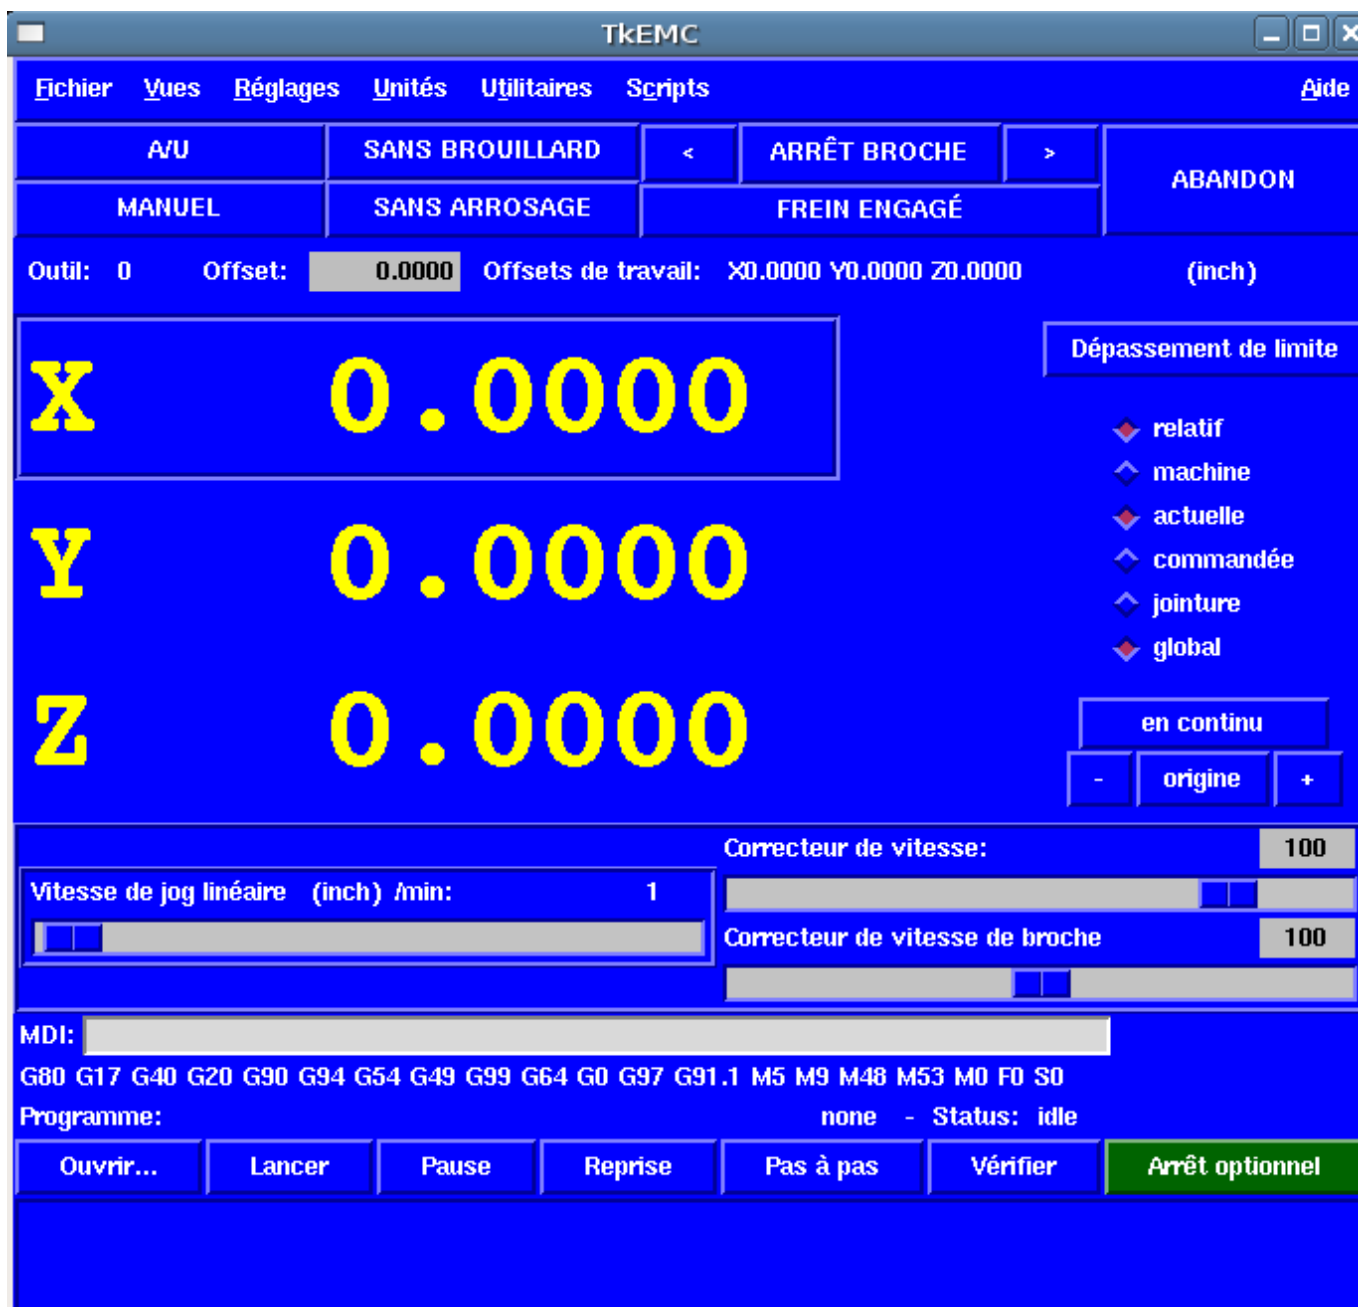 TkEMC
Fichier Vues Réglages Unités Utilitaires Scripts Aide
A/U SANS BROUILLARD < ARRÊT BROCHE > ABANDON
MANUEL SANS ARROSAGE FREIN ENGAGÉ
Outil: 0 Offset: 0.0000 Offsets de travail: X0.0000 Y0.0000 Z0.0000 (inch)
Dépassement de limite
X 0.0000
relatif
machine
actuelle
Y 0.0000
commandée
jointure
global
Z 0.0000
en continu
- origine +
Correcteur de vitesse: 100
Vitesse de jog linéaire (inch) /min: 1
Correcteur de vitesse de broche 100
MDI:
G80 G17 G40 G20 G90 G94 G54 G49 G99 G64 G0 G97 G91.1 M5 M9 M48 M53 M0 F0 S0
Programme: none - Status: idle
Ouvrir... Lancer Pause Reprise Pas à pas Vérifier Arrêt optionnel